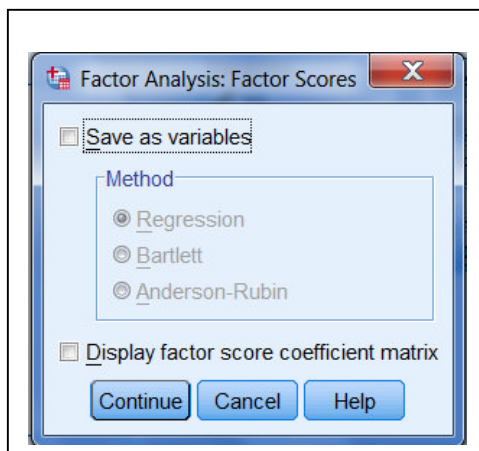 Factor Analysis: Factor Scores
Save as variables
Method
Regression
Bartlett
Anderson-Rubin
Display factor score coefficient matrix
Continue Cancel Help